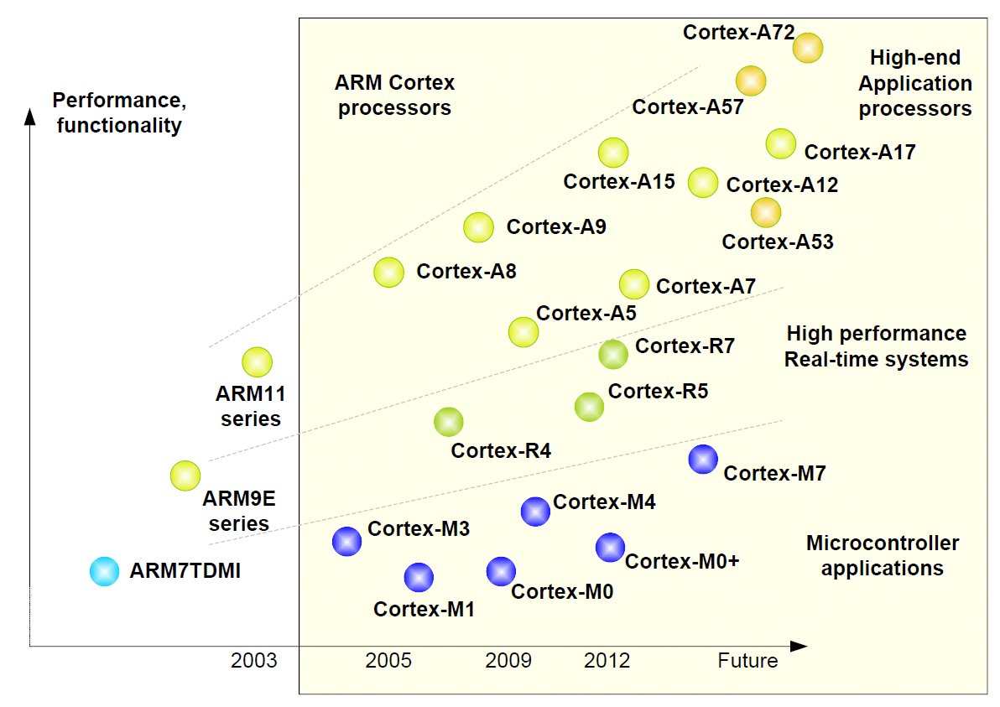 Cortex-A72
High-end
Application
processors
ARM Cortex
processors
Performance,
functionality
Cortex-A57
Cortex-A17
Cortex-A15
Cortex-A12
Cortex-A9
Cortex-A53
Cortex-A8
Cortex-A7
Cortex-A5
High performance
Real-time systems
Cortex-R7
ARM11
series
Cortex-R5
Cortex-R4
Cortex-M7
ARM9E
series
Cortex-M4
Cortex-M3
Microcontroller
applications
Cortex-M0+
ARM7TDMI
Cortex-M0
Cortex-M1
2003
2005
2009
2012
Future